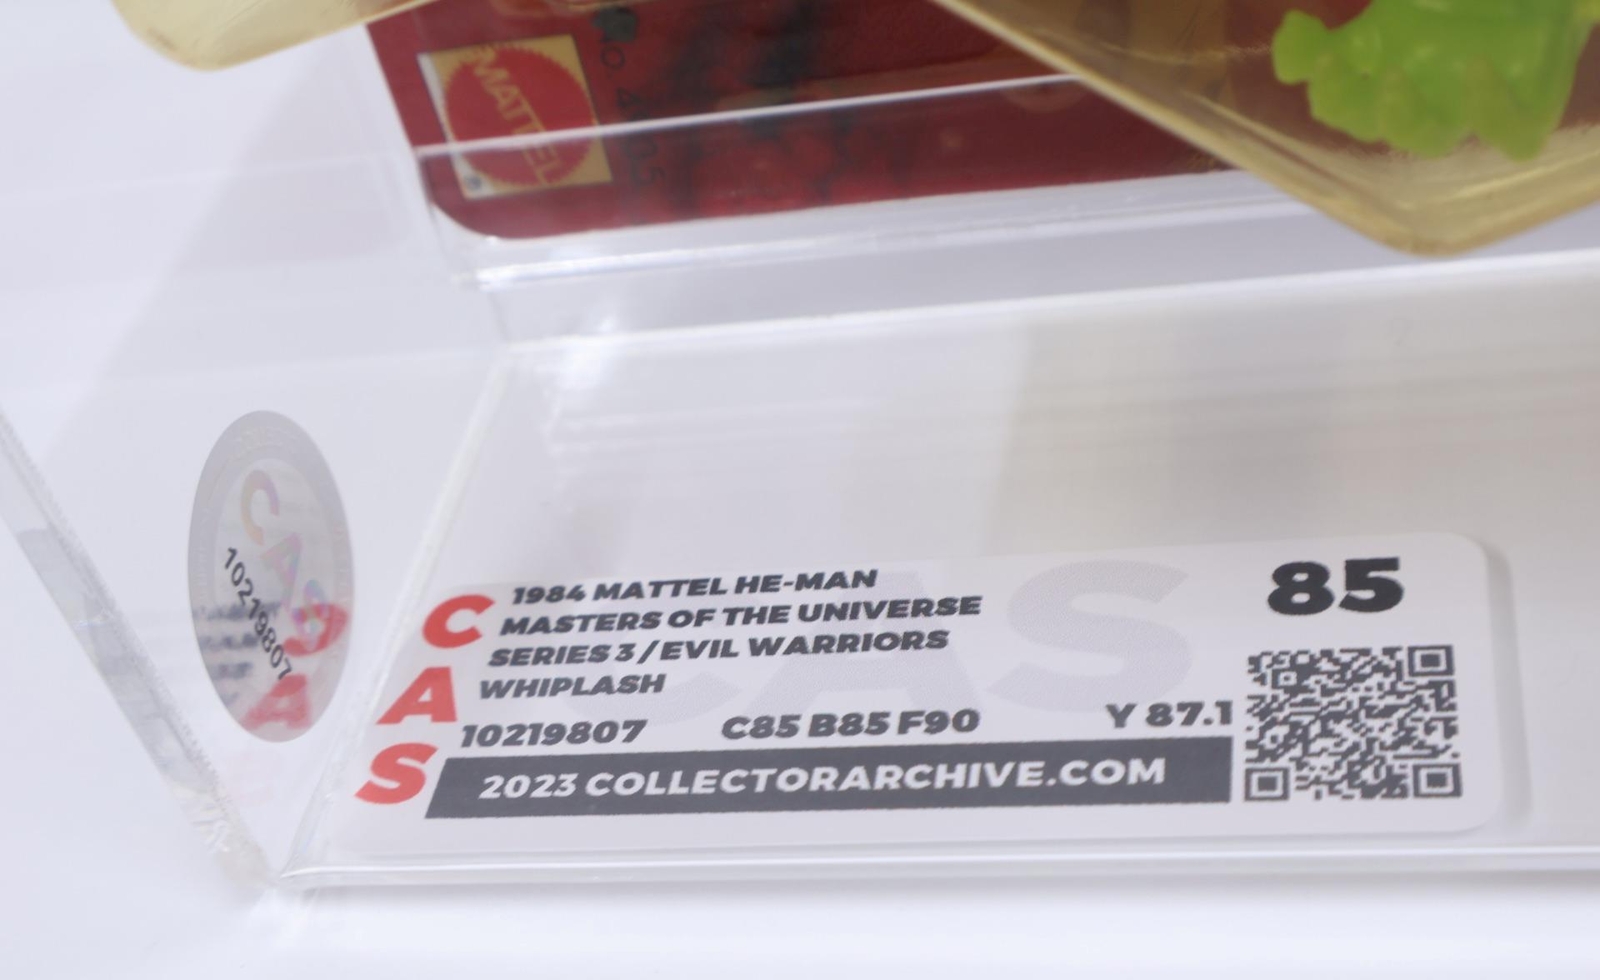 MATTEL
1984 MATTEL HE-MAN
MASTERS OF THE UNIVERSE
SERIES 3 / EVIL WARRIORS
WHIPLASH
10219807 C85 B85 F90 Y 87.1
2023 COLLECTORARCHIVE.COM
CAS
85
CAS
CAS
10219807